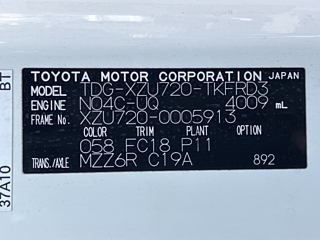 TOYOTA MOTOR CORPORATION JAPAN
MODEL TDG-XZU720-TKFRD3
ENGINE N04C-UQ 4009 mL
FRAME No. XZU720-0005913
COLOR TRIM PLANT OPTION
058 FC18 P11
TRANS./AXLE MZZ6R C19A 892
37A10 BT